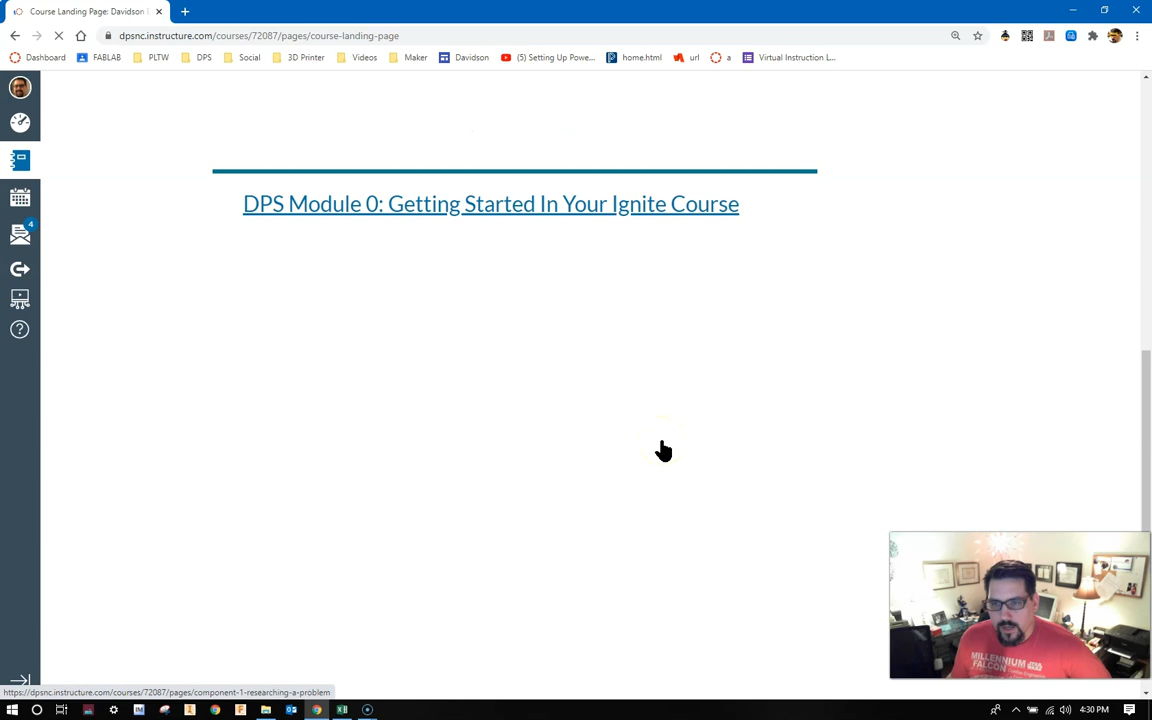 Course Landing Page: Davidson
dpsnc.instructure.com/courses/72087/pages/course-landing-page
Dashboard FABLAB PLTW DPS Social 3D Printer Videos Maker Davidson (5) Setting Up Powe... home.html url a Virtual Instruction L...
DPS Module 0: Getting Started In Your Ignite Course
4
MILLENNIUM
FALCON
https://dpsnc.instructure.com/courses/72087/pages/component-1-researching-a-problem
4:30 PM